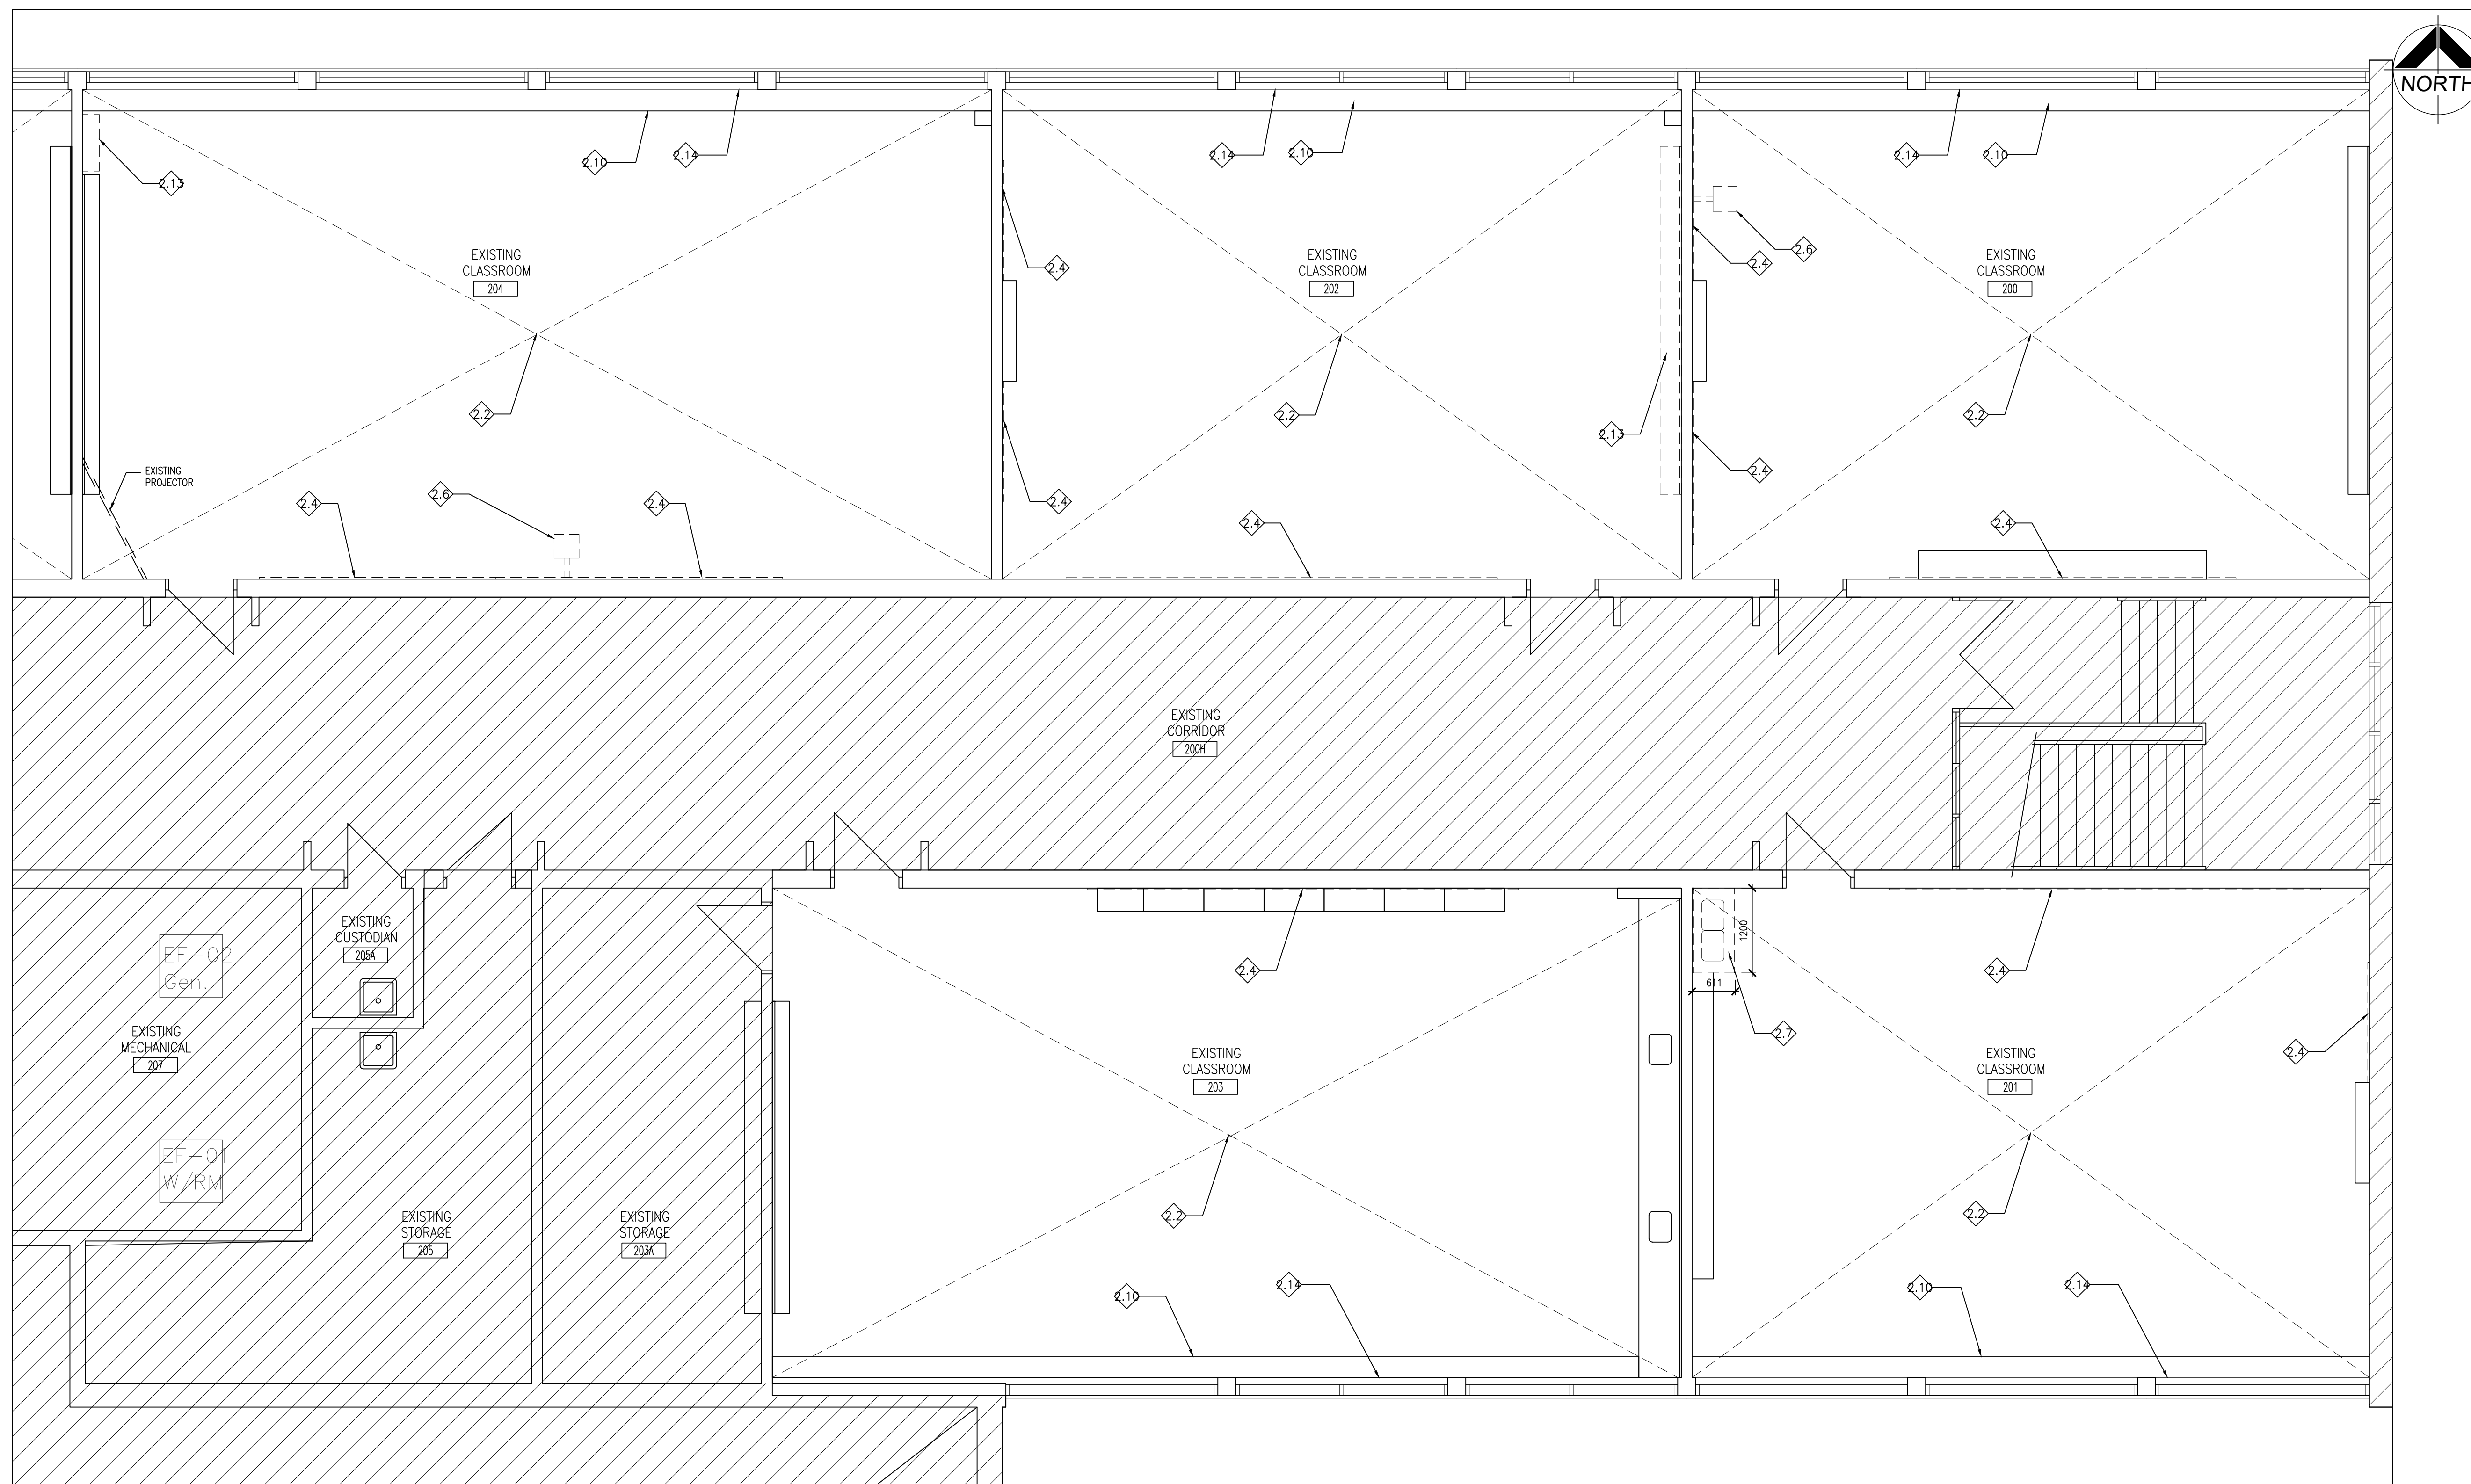 NORTH
2.10
2.14
2.14
2.10
2.14
2.10
2.13
EXISTING
CLASSROOM
204
2.4
EXISTING
CLASSROOM
202
2.6
2.4
EXISTING
CLASSROOM
200
2.2
2.2
2.13
2.2
EXISTING
PROJECTOR
2.4
2.6
2.4
2.4
2.4
2.4
2.4
EXISTING
CORRIDOR
200H
EXISTING
CUSTODIAN
205A
EF-02
Gen.
1200
611
2.4
2.4
2.7
EXISTING
MECHANICAL
207
EXISTING
CLASSROOM
203
EXISTING
CLASSROOM
201
2.4
EF-01
W/RM
EXISTING
STORAGE
205
EXISTING
STORAGE
203A
2.2
2.2
2.10
2.14
2.10
2.14